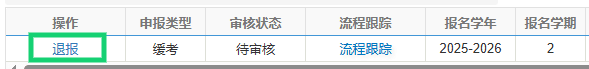 操作 申报类型 审核状态 流程跟踪 报名学年 报名学期
退报 缓考 待审核 流程跟踪 2025-2026 2